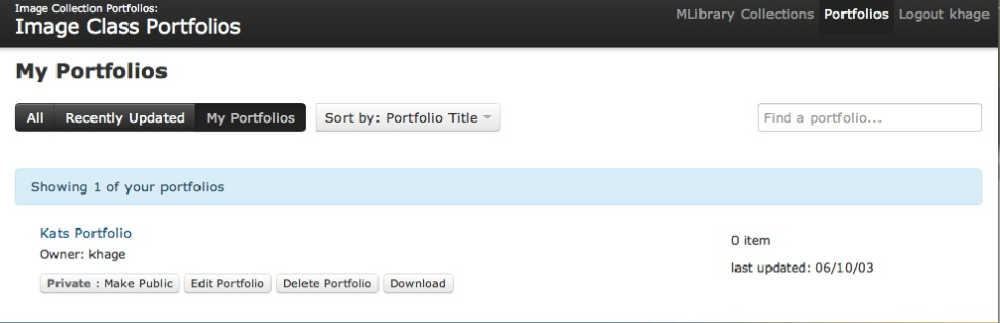 Image Collection Portfolios:
Image Class Portfolios
MLibrary Collections Portfolios Logout khage
My Portfolios
All Recently Updated My Portfolios Sort by: Portfolio Title Find a portfolio...
Showing 1 of your portfolios
Kats Portfolio
Owner: khage
0 item
last updated: 06/10/03
Private : Make Public Edit Portfolio Delete Portfolio Download